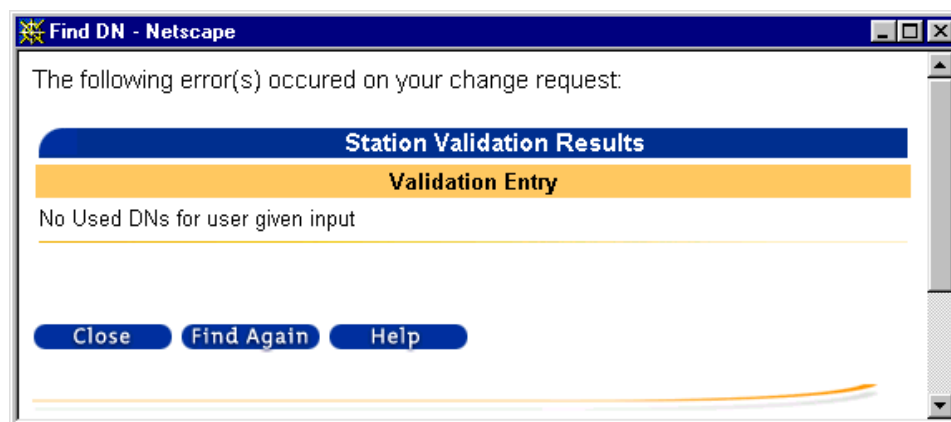 Find DN - Netscape
The following error(s) occured on your change request:
Station Validation Results
Validation Entry
No Used DNs for user given input
Close Find Again Help